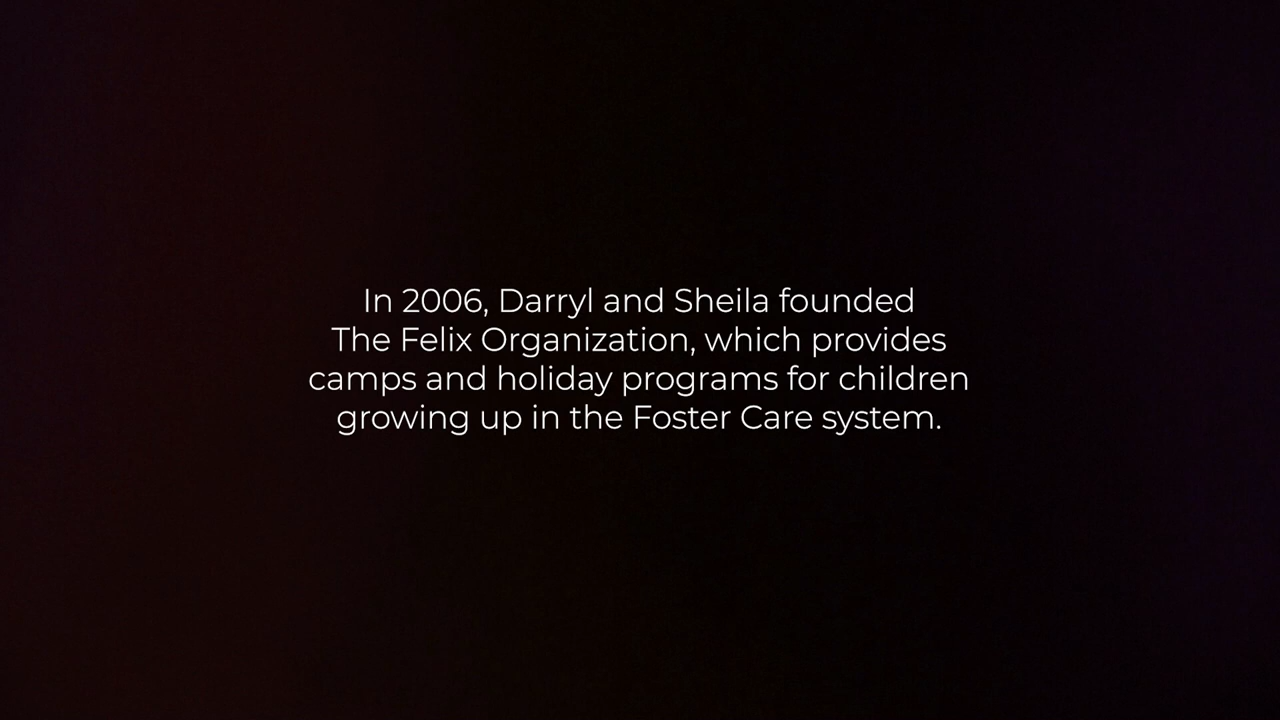 In 2006, Darryl and Sheila founded
The Felix Organization, which provides
camps and holiday programs for children
growing up in the Foster Care system.